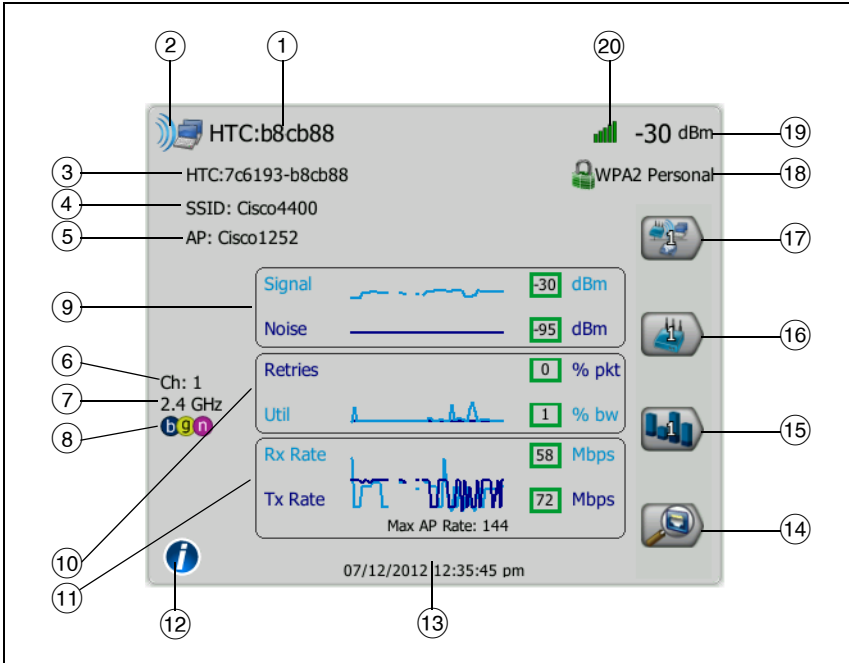 2
1
20
HTC:b8cb88
-30 dBm
19
3
HTC:7c6193-b8cb88
WPA2 Personal
18
4
SSID: Cisco4400
5
AP: Cisco1252
1
17
9
Signal
-30 dBm
Noise
-95 dBm
1
16
6
Ch: 1
Retries
0 % pkt
7
2.4 GHz
8
b g n
Util
1 % bw
1
15
Rx Rate
58 Mbps
Tx Rate
72 Mbps
Max AP Rate: 144
14
10
11
i
12
07/12/2012 12:35:45 pm
13